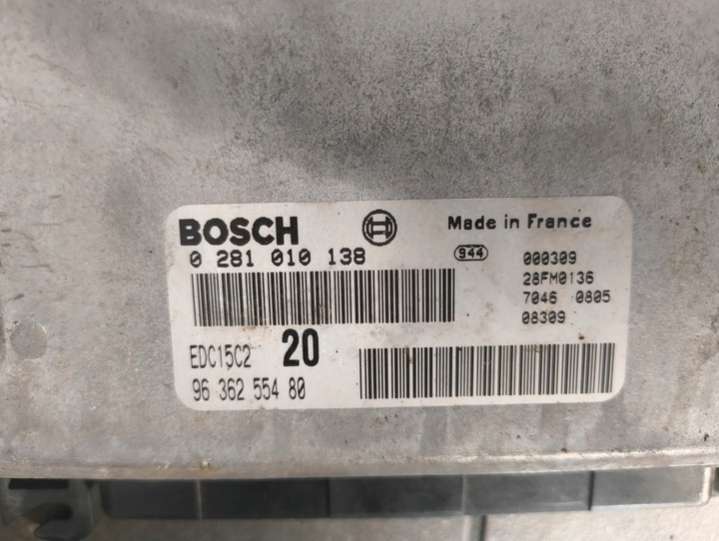 BOSCH
Made in France
0 281 010 138
944
000309
28FM0136
7046 0805
08309
EDC15C2 20
96 362 554 80